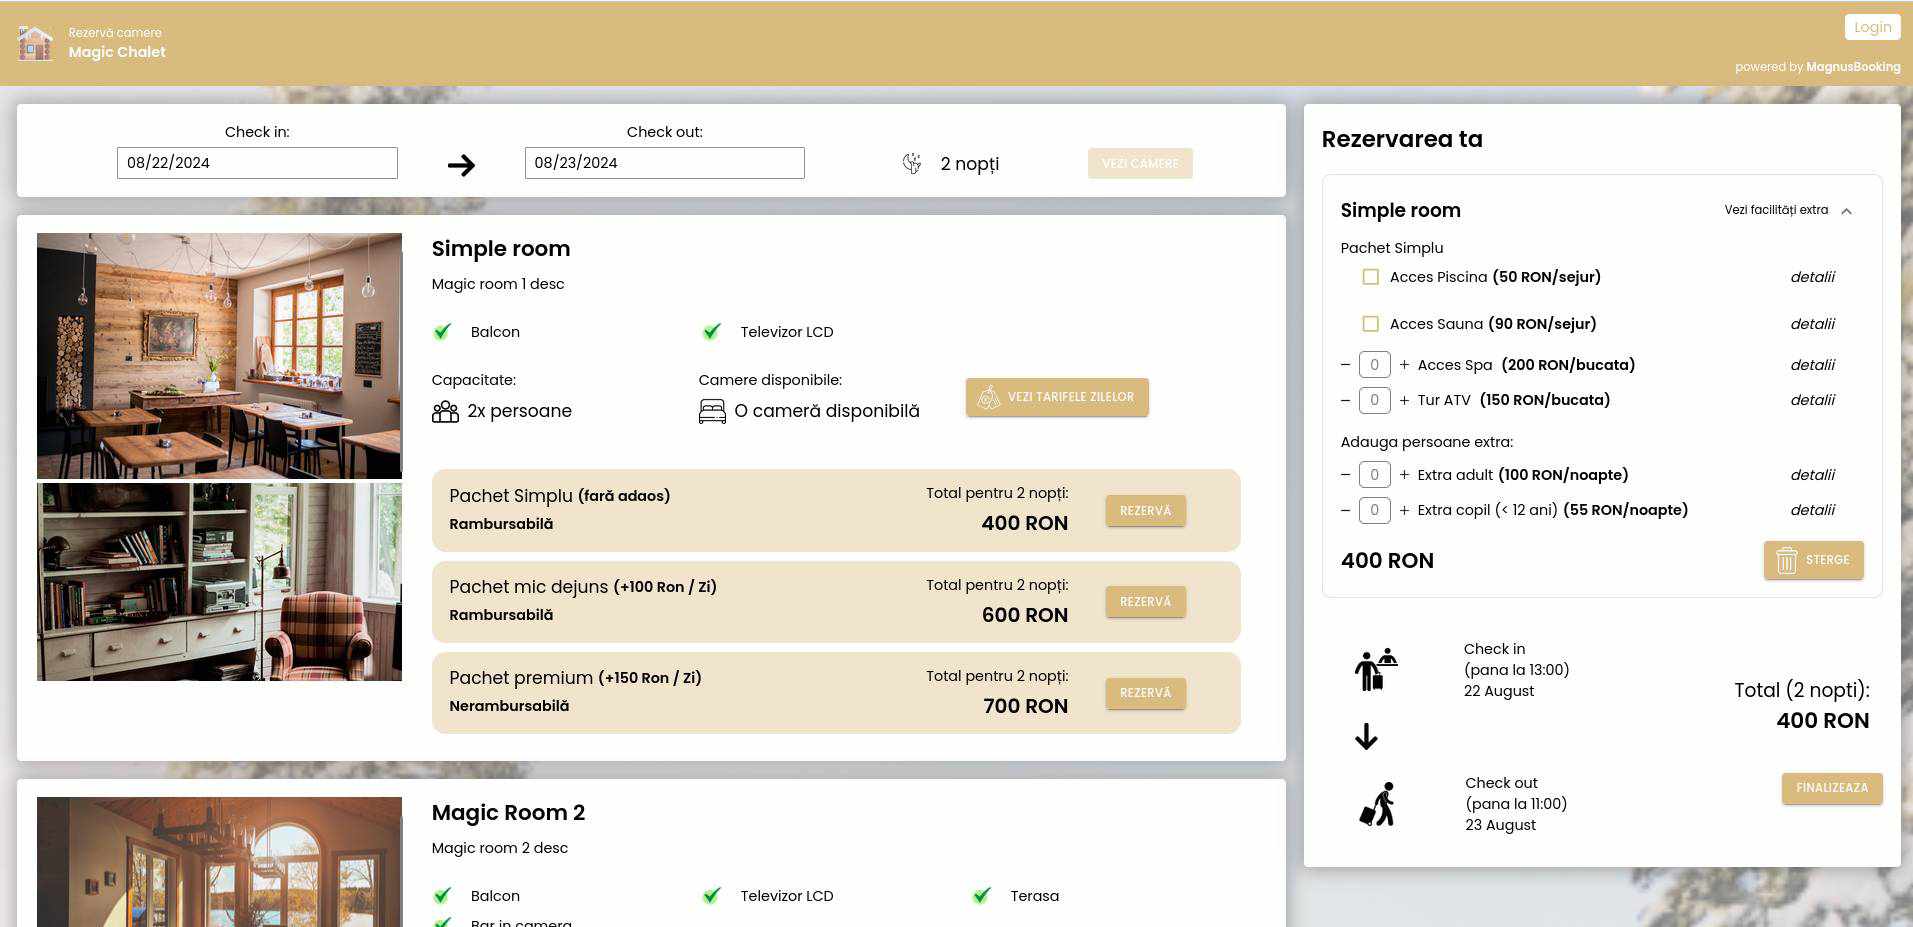 Rezervă camere
Magic Chalet
Login
powered by MagnusBooking
Check in:
08/22/2024
Check out:
08/23/2024
2 nopți
VEZI CAMERE
Simple room
Magic room 1 desc
Balcon
Televizor LCD
Capacitate:
2x persoane
Camere disponibile:
O cameră disponibilă
VEZI TARIFELE ZILELOR
Pachet Simplu (fară adaos)
Rambursabilă
Total pentru 2 nopți:
400 RON
REZERVĂ
Pachet mic dejuns (+100 Ron / Zi)
Rambursabilă
Total pentru 2 nopți:
600 RON
REZERVĂ
Pachet premium (+150 Ron / Zi)
Nerambursabilă
Total pentru 2 nopți:
700 RON
REZERVĂ
Magic Room 2
Magic room 2 desc
Balcon
Televizor LCD
Terasa
Bar in camera
Rezervarea ta
Simple room
Vezi facilități extra
Pachet Simplu
Acces Piscina (50 RON/sejur) detalii
Acces Sauna (90 RON/sejur) detalii
− 0 + Acces Spa (200 RON/bucata) detalii
− 0 + Tur ATV (150 RON/bucata) detalii
Adauga persoane extra:
− 0 + Extra adult (100 RON/noapte) detalii
− 0 + Extra copil (< 12 ani) (55 RON/noapte) detalii
400 RON
STERGE
Check in
(pana la 13:00)
22 August
Total (2 nopti):
400 RON
Check out
(pana la 11:00)
23 August
FINALIZEAZA